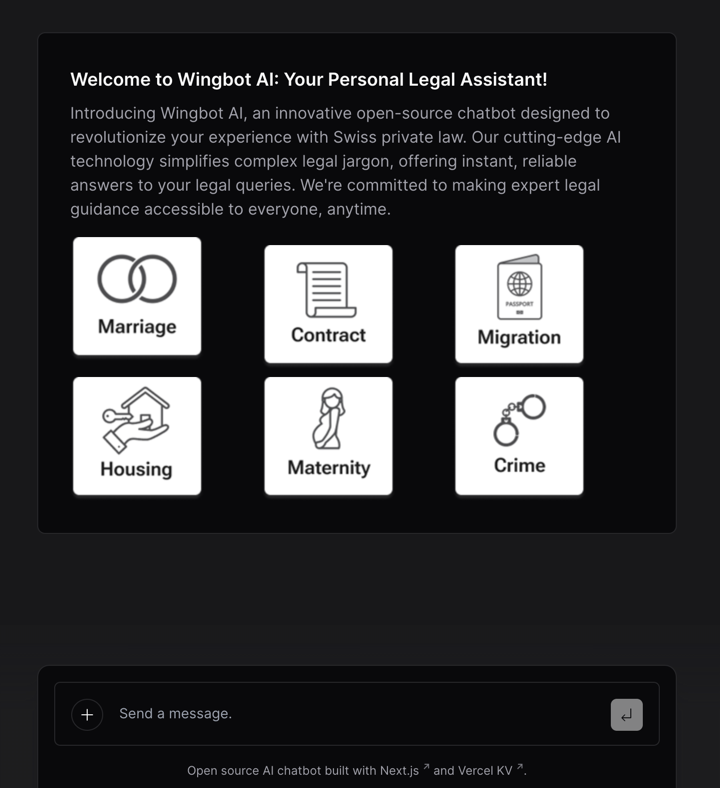 Welcome to Wingbot AI: Your Personal Legal Assistant!
Introducing Wingbot AI, an innovative open-source chatbot designed to
revolutionize your experience with Swiss private law. Our cutting-edge AI
technology simplifies complex legal jargon, offering instant, reliable
answers to your legal queries. We're committed to making expert legal
guidance accessible to everyone, anytime.
Marriage
Contract
PASSPORT
Migration
Housing
Maternity
Crime
Send a message.
Open source AI chatbot built with Next.js ↗ and Vercel KV ↗.